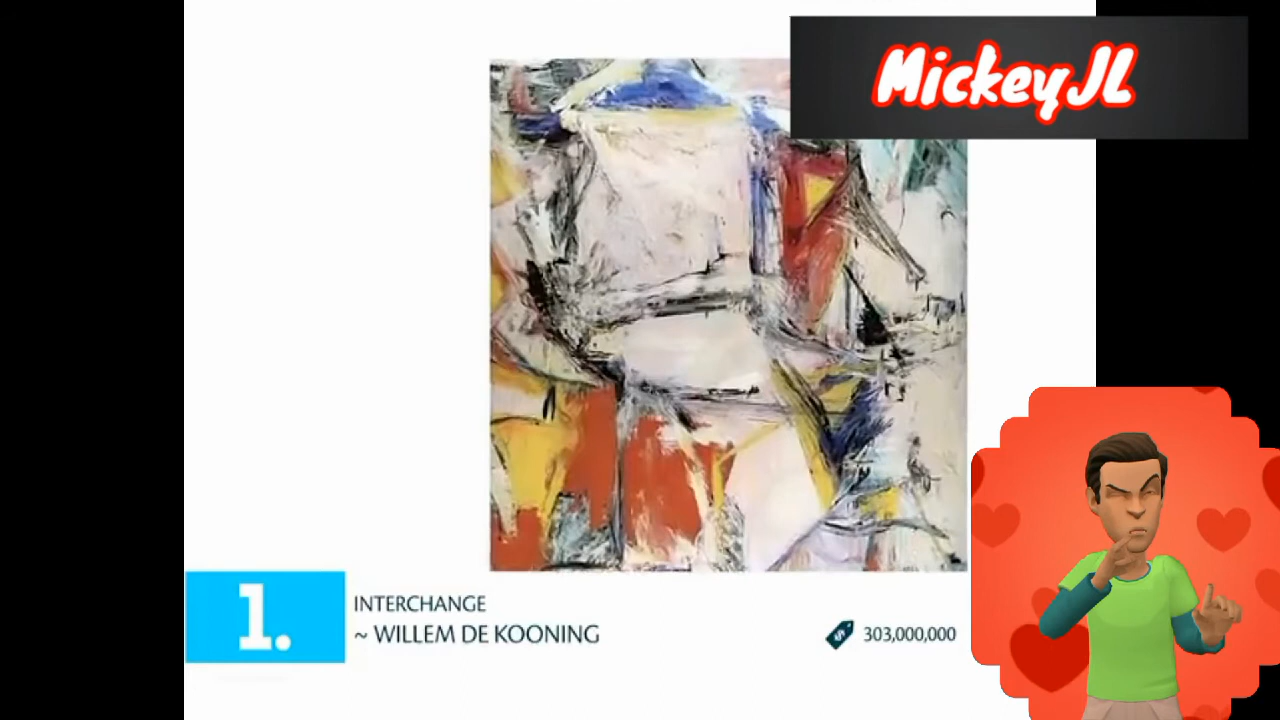 MickeyJL
1.
INTERCHANGE
~ WILLEM DE KOONING
303,000,000